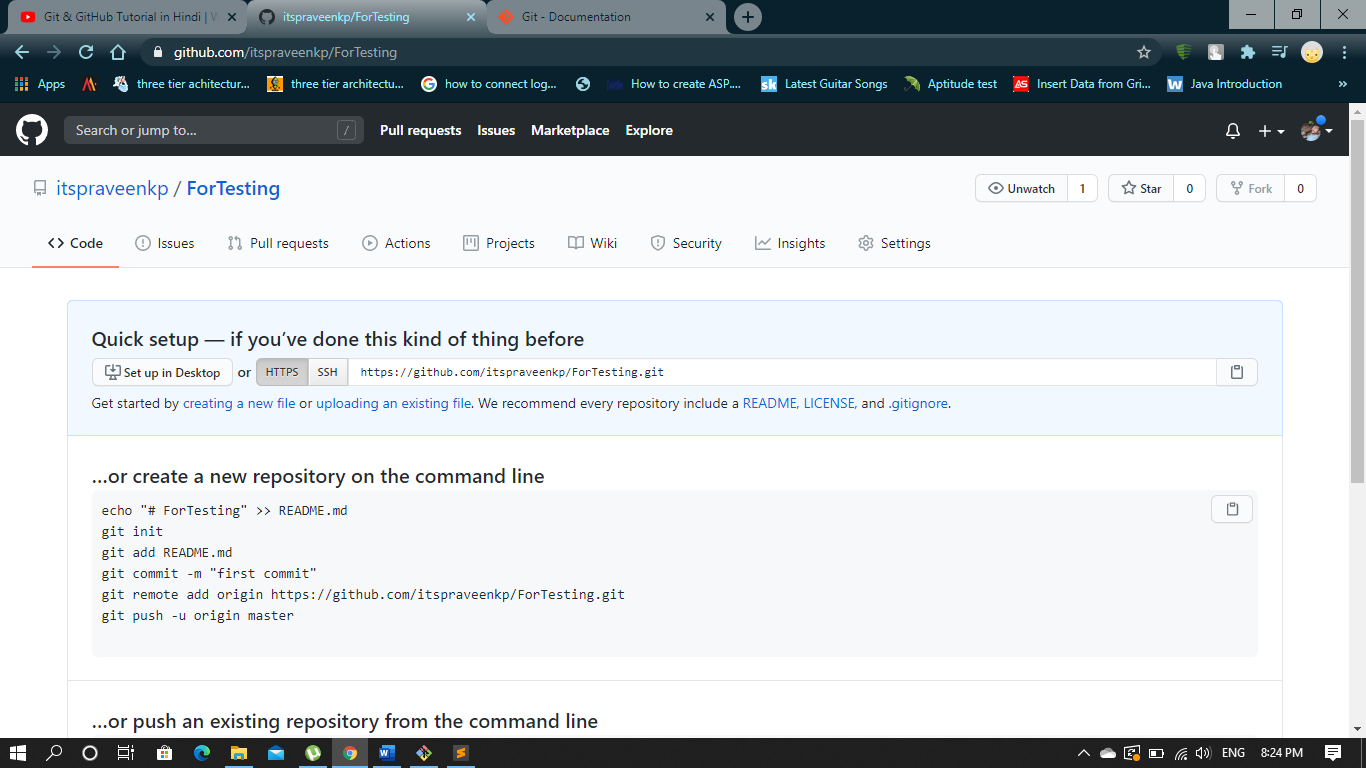 Git & GitHub Tutorial in Hindi |
itspraveenkp/ForTesting
Git - Documentation
github.com/itspraveenkp/ForTesting
Apps
three tier achitectur...
three tier architectu...
how to connect log...
How to create ASP....
Latest Guitar Songs
Aptitude test
Insert Data from Gri...
Java Introduction
»
Search or jump to...
/
Pull requests
Issues
Marketplace
Explore
itspraveenkp / ForTesting
Unwatch 1
Star 0
Fork 0
Code
Issues
Pull requests
Actions
Projects
Wiki
Security
Insights
Settings
Quick setup — if you’ve done this kind of thing before
Set up in Desktop or HTTPS SSH https://github.com/itspraveenkp/ForTesting.git
Get started by creating a new file or uploading an existing file. We recommend every repository include a README, LICENSE, and .gitignore.
…or create a new repository on the command line
echo "# ForTesting" >> README.md
git init
git add README.md
git commit -m "first commit"
git remote add origin https://github.com/itspraveenkp/ForTesting.git
git push -u origin master
…or push an existing repository from the command line
ENG
8:24 PM